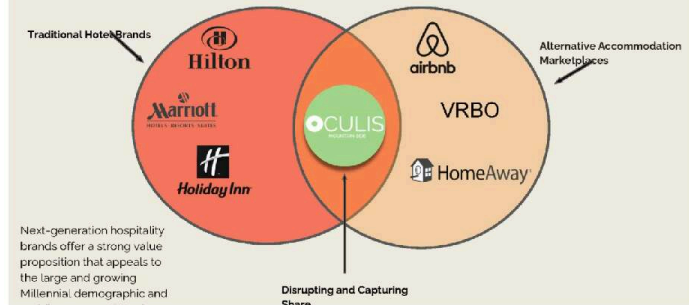 Traditional Hotel Brands
Hilton
Marriott
HOTELS · RESORTS · SUITES
H
Holiday Inn
OCULIS
airbnb
VRBO
HomeAway
Alternative Accommodation
Marketplaces
Next-generation hospitality
brands offer a strong value
proposition that appeals to
the large and growing
Millennial demographic and
Disrupting and Capturing
Share